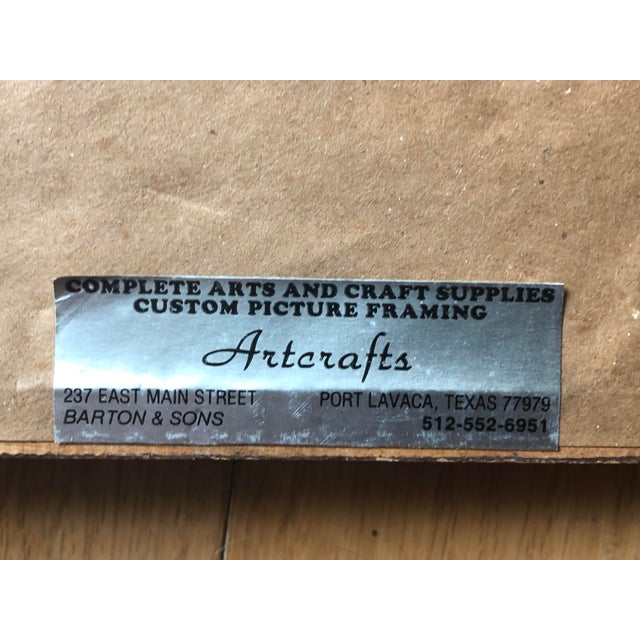 COMPLETE ARTS AND CRAFT SUPPLIES
CUSTOM PICTURE FRAMING
Artcrafts
237 EAST MAIN STREET PORT LAVACA, TEXAS 77979
BARTON & SONS 512-552-6951